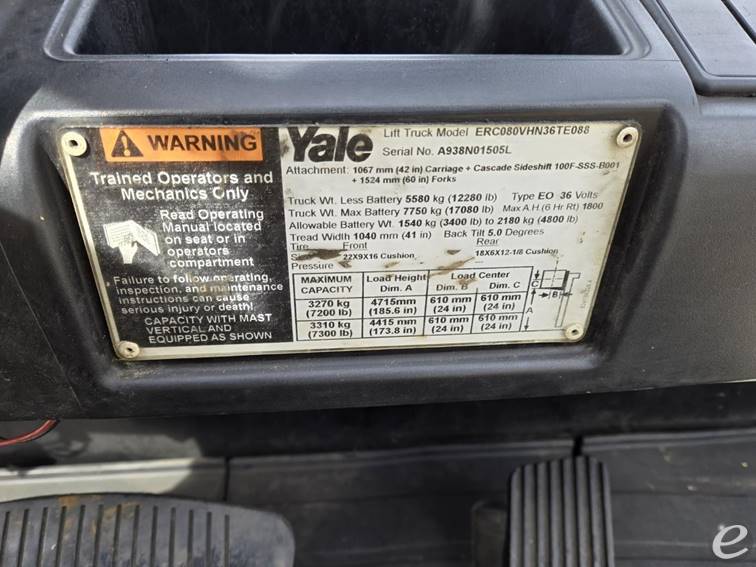 WARNING
Trained Operators and
Mechanics Only
Read Operating
Manual located
on seat or in
operators
compartment
Failure to follow operating,
inspection, and maintenance
instructions can cause
serious injury or death!
CAPACITY WITH MAST
VERTICAL AND
EQUIPPED AS SHOWN
Yale
Lift Truck Model ERC080VHN36TE088
Serial No. A938N01505L
Attachment: 1067 mm (42 in) Carriage + Cascade Sideshift 100F-SSS-B001
+ 1524 mm (60 in) Forks
Truck Wt. Less Battery 5580 kg (12280 lb) Type EO 36 Volts
Truck Wt. Max Battery 7750 kg (17080 lb) Max A.H (6 Hr Rt) 1800
Allowable Battery Wt. 1540 kg (3400 lb) to 2180 kg (4800 lb)
Tread Width 1040 mm (41 in) Back Tilt 5.0 Degrees
Tire Front Rear
22X9X16 Cushion 18X6X12-1/8 Cushion
Pressure
MAXIMUM CAPACITY Load Height Dim. A Load Center Dim. B Dim. C
3270 kg (7200 lb) 4715mm (185.6 in) 610 mm (24 in) 610 mm (24 in)
3310 kg (7300 lb) 4415 mm (173.8 in) 610 mm (24 in) 610 mm (24 in)
C
B
A
e